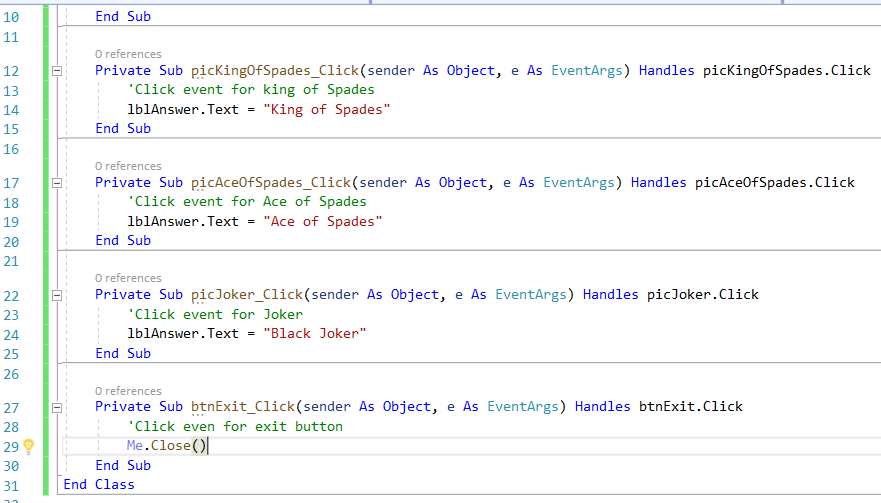 10 End Sub
11
0 references
12 Private Sub picKingOfSpades_Click(sender As Object, e As EventArgs) Handles picKingOfSpades.Click
13 'Click event for king of Spades
14 lblAnswer.Text = "King of Spades"
15 End Sub
16
0 references
17 Private Sub picAceOfSpades_Click(sender As Object, e As EventArgs) Handles picAceOfSpades.Click
18 'Click event for Ace of Spades
19 lblAnswer.Text = "Ace of Spades"
20 End Sub
21
0 references
22 Private Sub picJoker_Click(sender As Object, e As EventArgs) Handles picJoker.Click
23 'Click event for Joker
24 lblAnswer.Text = "Black Joker"
25 End Sub
26
0 references
27 Private Sub btnExit_Click(sender As Object, e As EventArgs) Handles btnExit.Click
28 'Click even for exit button
29 Me.Close()
30 End Sub
31 End Class